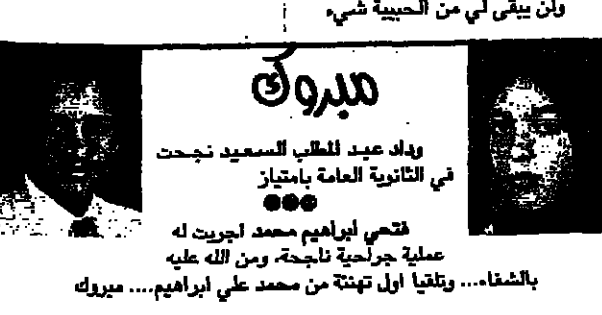 ولن يبقى لي من الحبيبة شيء
مبروك
وداد عبد المطلب السعيد نجحت
في الثانوية العامة بامتياز
فتحي ابراهيم محمد اجريت له
عملية جراحية ناجحة، ومن الله عليه
بالشفاء... وتلقيا اول تهنئة من محمد علي ابراهيم.... مبروك